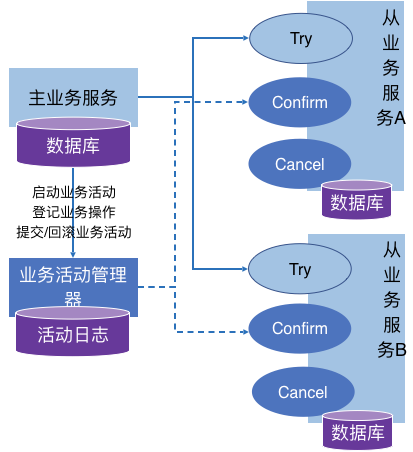 主业务服务
数据库
启动业务活动
登记业务操作
提交/回滚业务活动
业务活动管理
器
活动日志
Try
Confirm
Cancel
从
业
务
服
务A
数据库
Try
Confirm
Cancel
从
业
务
服
务B
数据库